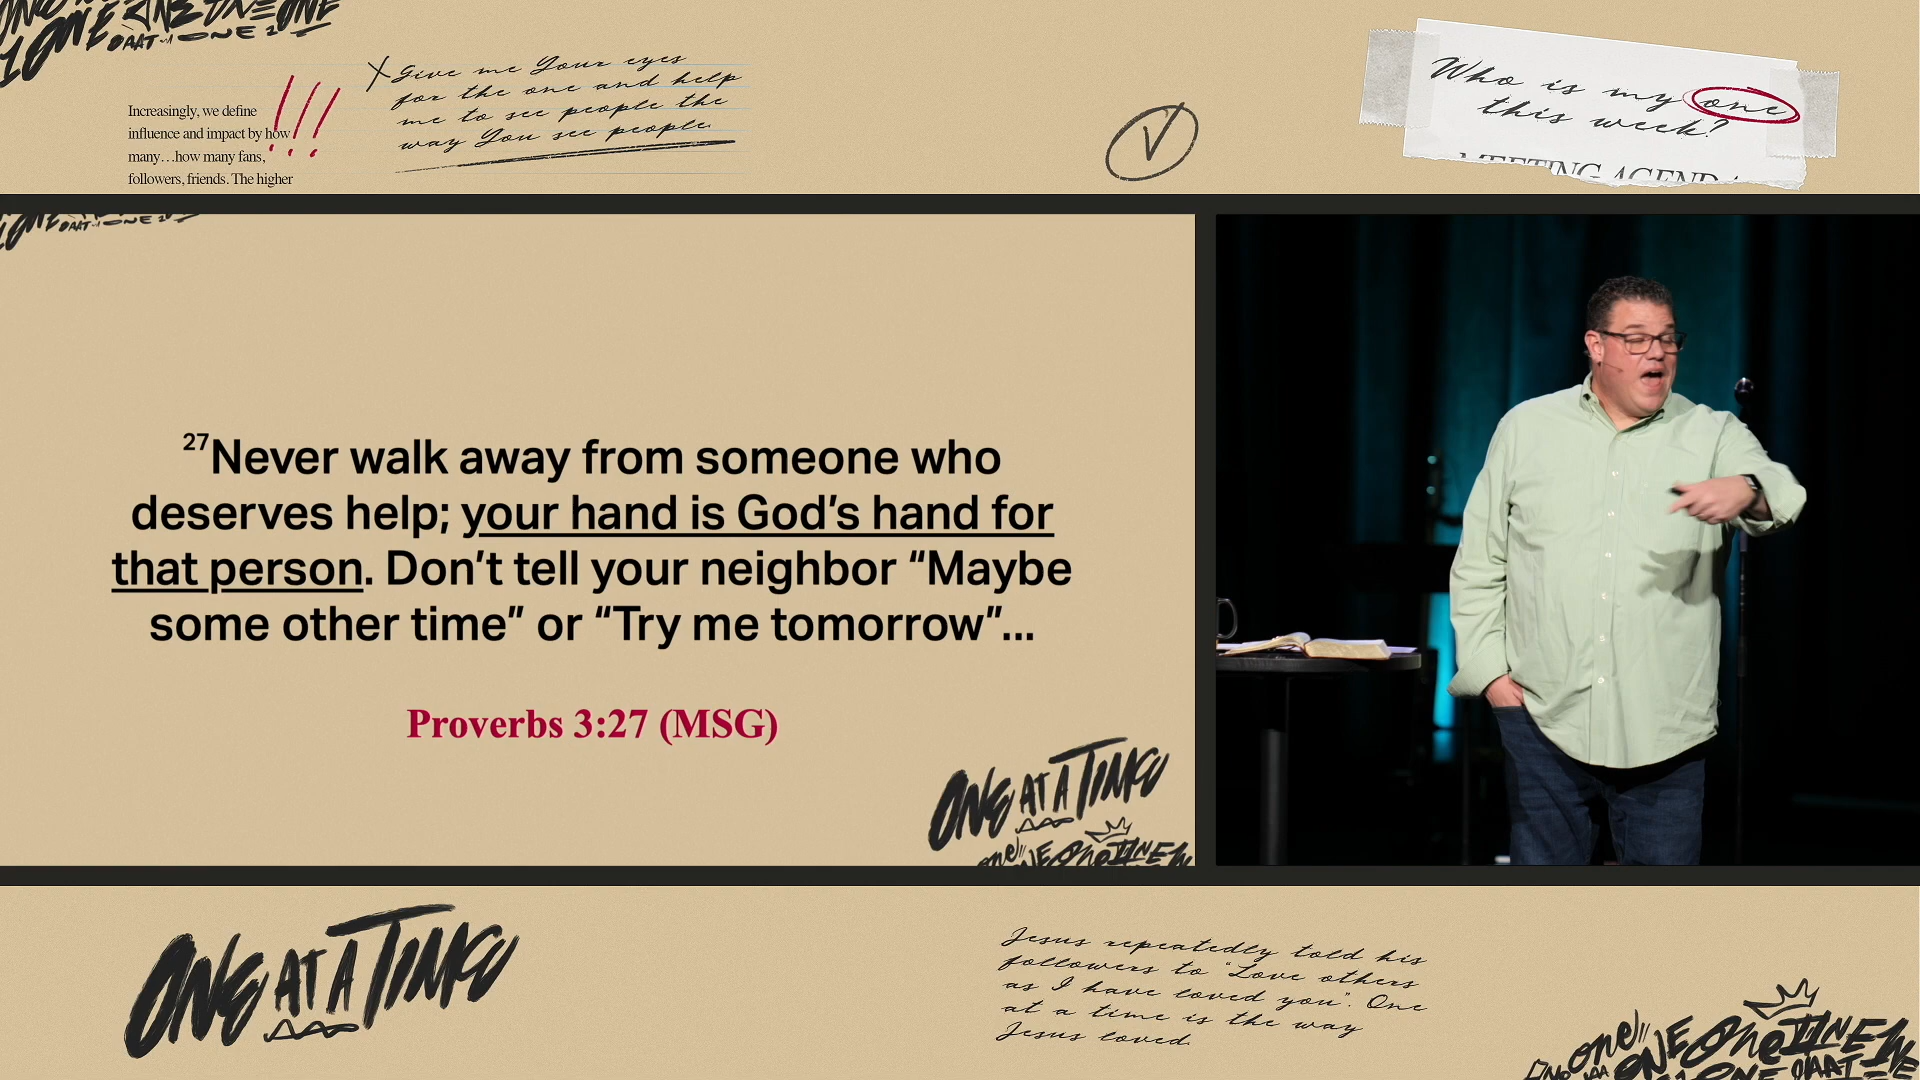 Increasingly, we define
influence and impact by how
many…how many fans,
followers, friends. The higher
!!!
Give me Your eyes
for the one and help
me to see people the
way You see people.
Who is my one
this week?
MEETING AGENDA
27Never walk away from someone who
deserves help; your hand is God’s hand for
that person. Don’t tell your neighbor “Maybe
some other time” or “Try me tomorrow”...
Proverbs 3:27 (MSG)
ONE AT A TIME
ONE AT A TIME
Jesus repeatedly told his
followers to "Love others
as I have loved you". One
at a time is the way
Jesus loved.
one
ONE One